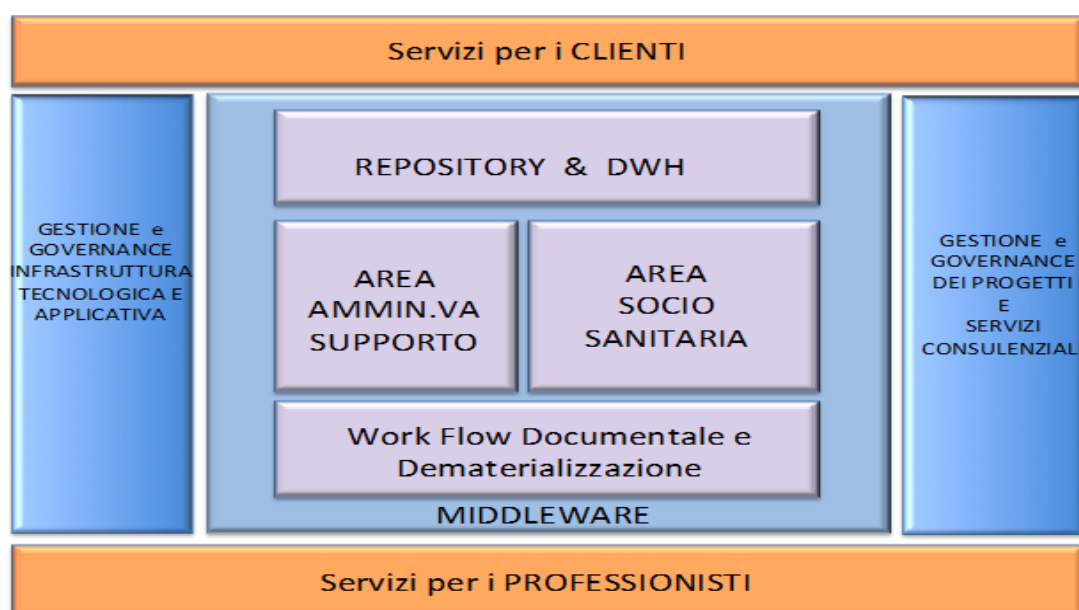 Servizi per i CLIENTI
GESTIONE e
GOVERNANCE
INFRASTRUTTURA
TECNOLOGICA E
APPLICATIVA
REPOSITORY & DWH
AREA
AMMIN.VA
SUPPORTO
AREA
SOCIO
SANITARIA
Work Flow Documentale e
Dematerializzazione
MIDDLEWARE
GESTIONE e
GOVERNANCE
DEI PROGETTI
E
SERVIZI
CONSULENZIAL
Servizi per i PROFESSIONISTI